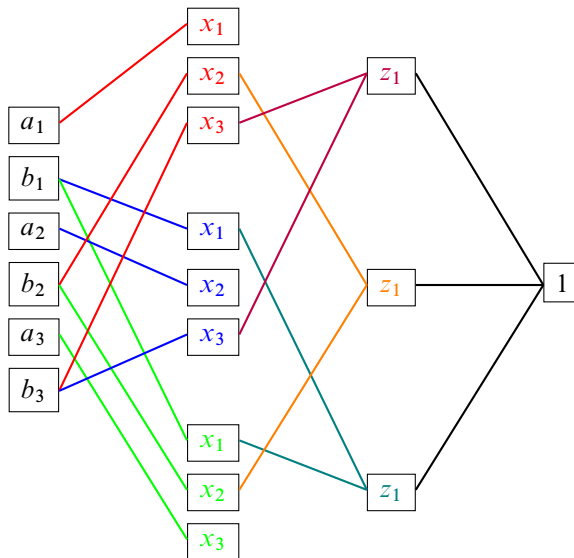 a₁
b₁
a₂
b₂
a₃
b₃
x₁
x₂
x₃
x₁
x₂
x₃
x₁
x₂
x₃
z₁
z₁
z₁
1